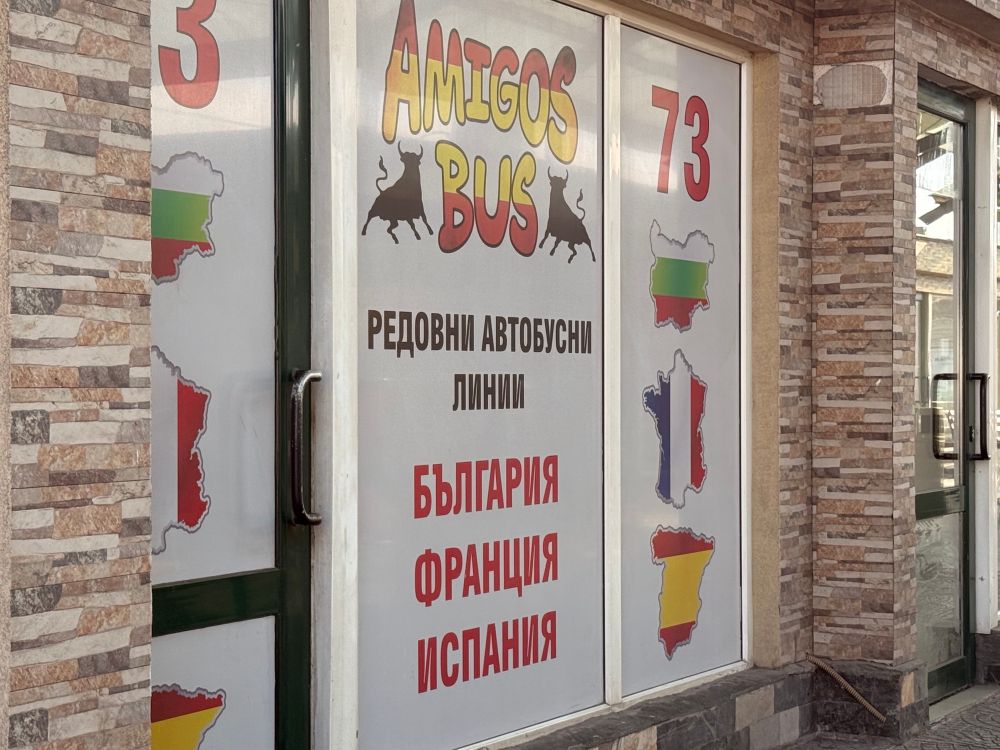 3
AMIGOS
BUS
РЕДОВНИ АВТОБУСНИ
ЛИНИИ
БЪЛГАРИЯ
ФРАНЦИЯ
ИСПАНИЯ
73